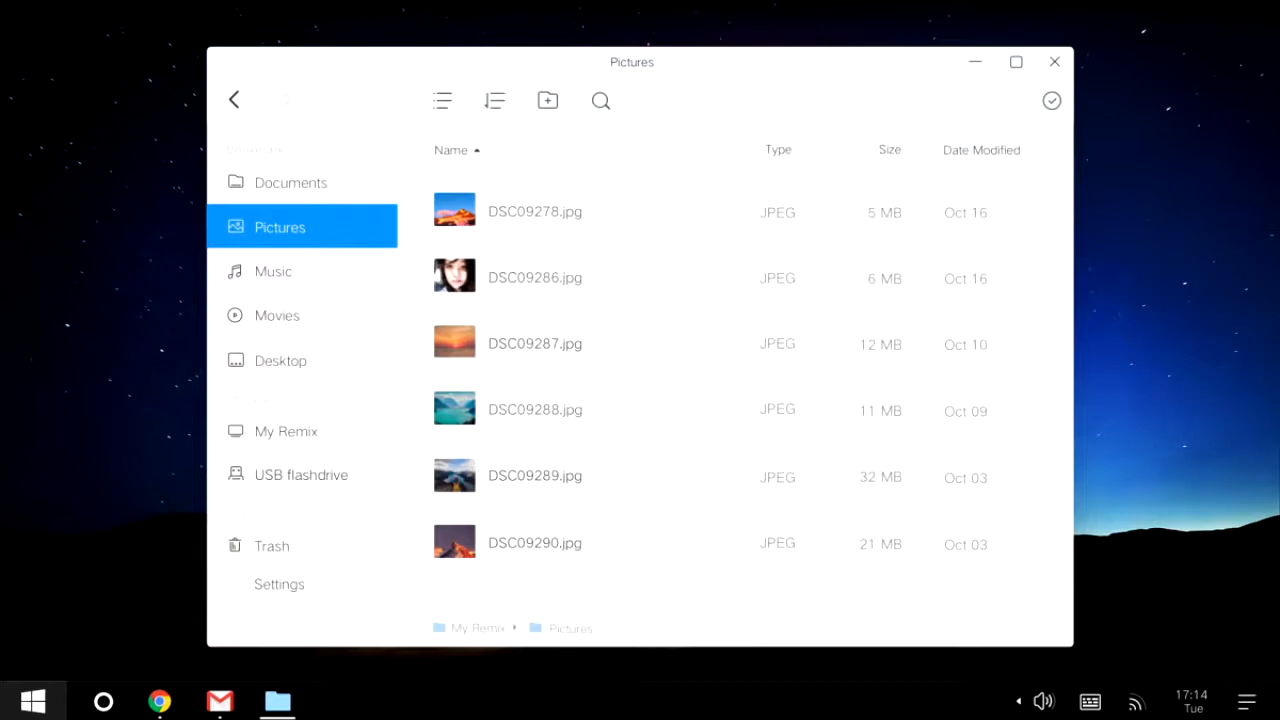 Pictures
Name Type Size Date Modified
Documents
Pictures
Music
Movies
Desktop
My Remix
USB flashdrive
Trash
Settings
DSC09278.jpg JPEG 5 MB Oct 16
DSC09286.jpg JPEG 6 MB Oct 16
DSC09287.jpg JPEG 12 MB Oct 10
DSC09288.jpg JPEG 11 MB Oct 09
DSC09289.jpg JPEG 32 MB Oct 03
DSC09290.jpg JPEG 21 MB Oct 03
My Remix Pictures
17:14
Tue